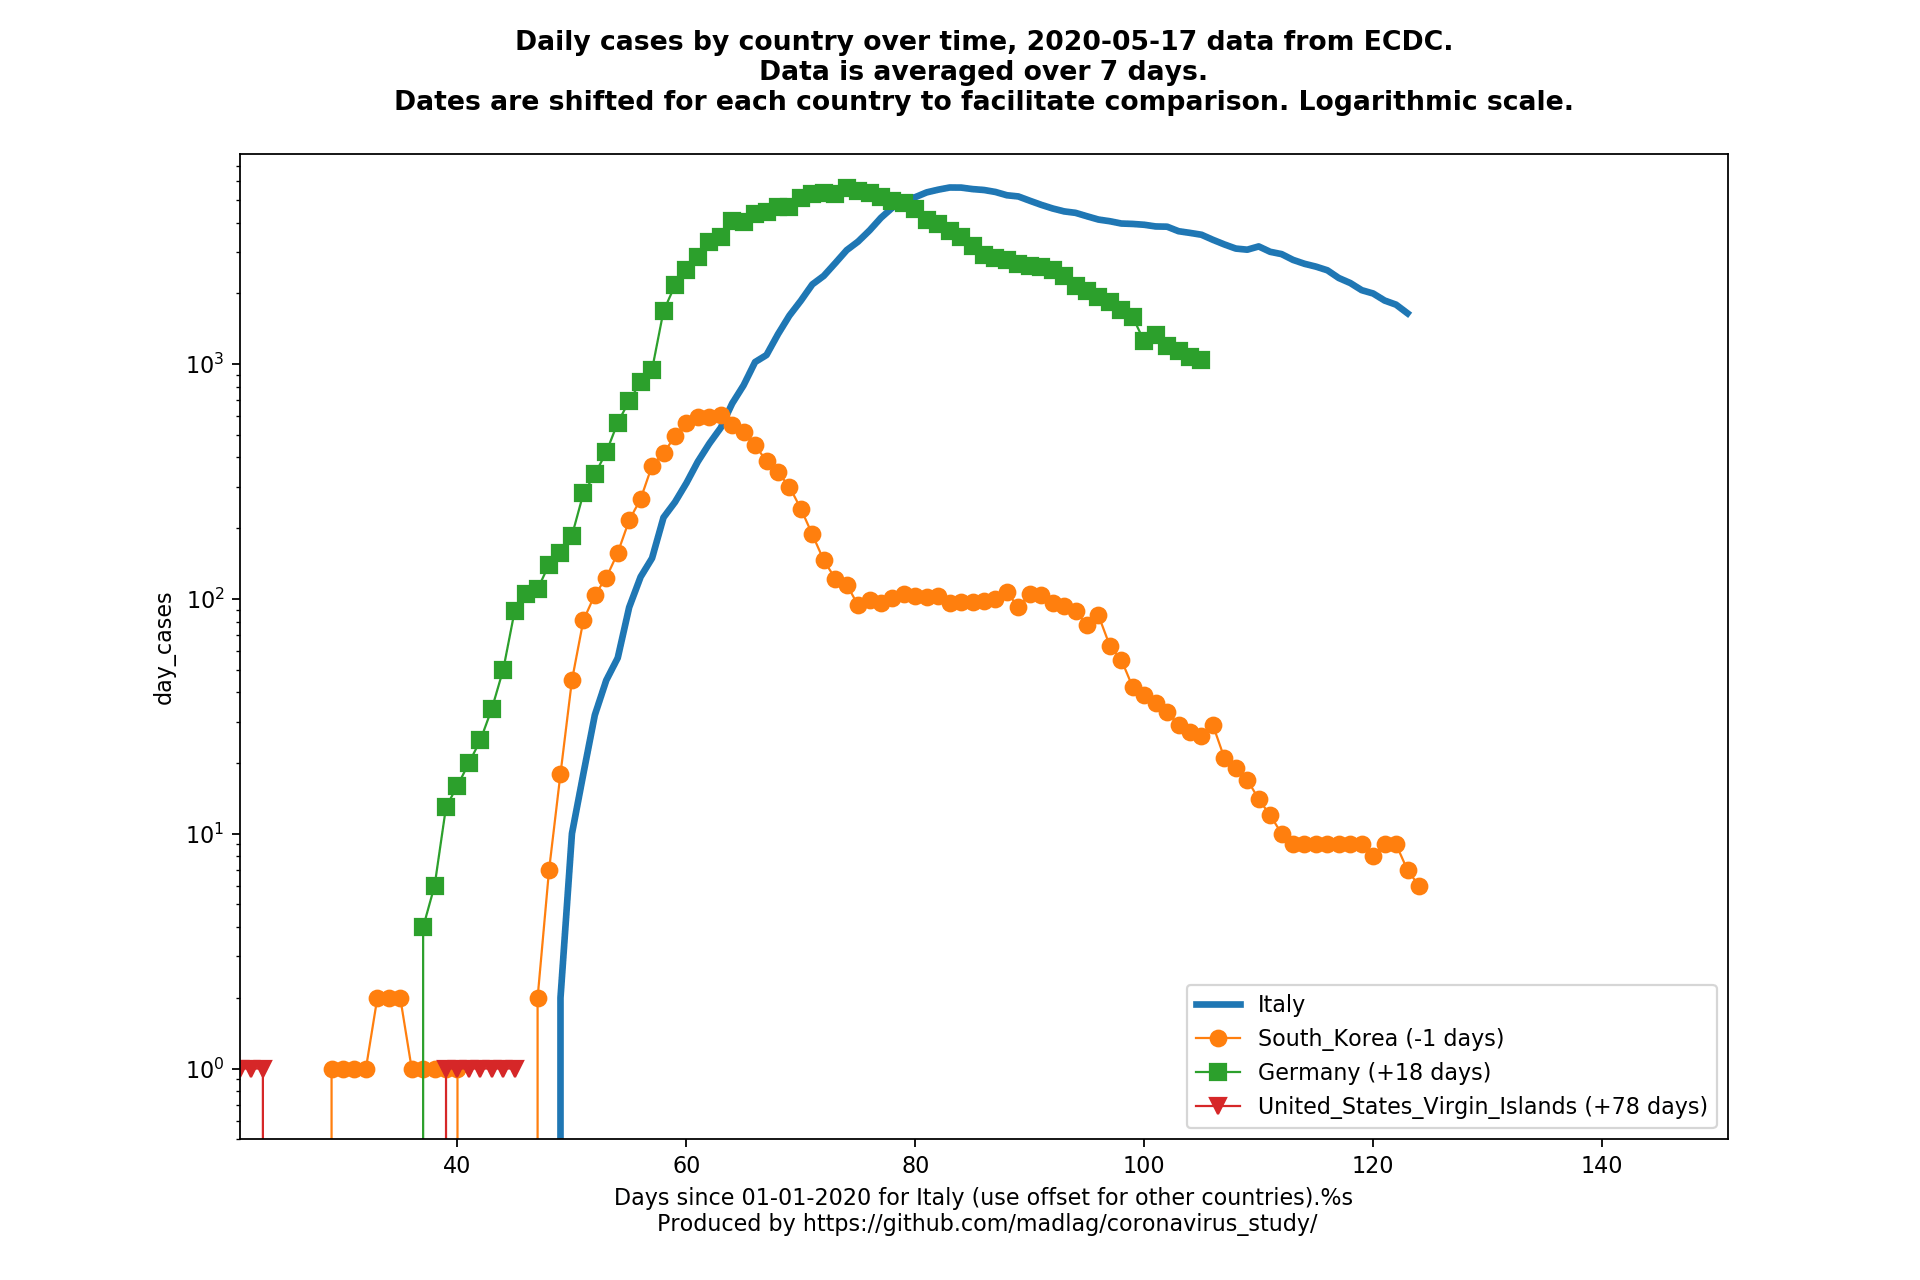 Daily cases by country over time, 2020-05-17 data from ECDC.
Data is averaged over 7 days.
Dates are shifted for each country to facilitate comparison. Logarithmic scale.
day_cases
10³
10²
10¹
10⁰
40 60 80 100 120 140
Italy
South_Korea (-1 days)
Germany (+18 days)
United_States_Virgin_Islands (+78 days)
Days since 01-01-2020 for Italy (use offset for other countries).%s
Produced by https://github.com/madlag/coronavirus_study/